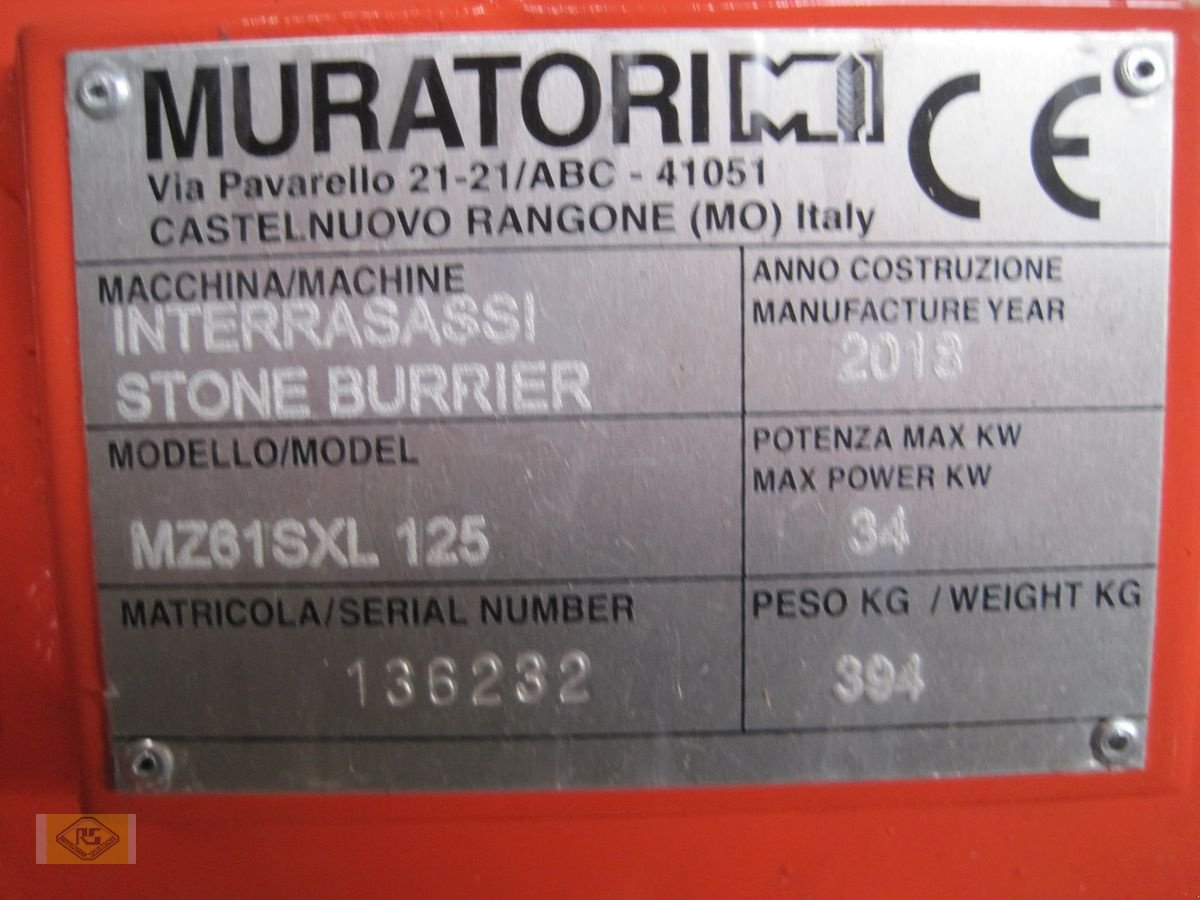 MURATORI MI CE
Via Pavarello 21-21/ABC - 41051
CASTELNUOVO RANGONE (MO) Italy
MACCHINA/MACHINE
INTERRASASSI
STONE BURRIER
ANNO COSTRUZIONE
MANUFACTURE YEAR
2018
MODELLO/MODEL
MZ61SXL 125
POTENZA MAX KW
MAX POWER KW
34
MATRICOLA/SERIAL NUMBER
136232
PESO KG / WEIGHT KG
394
RG